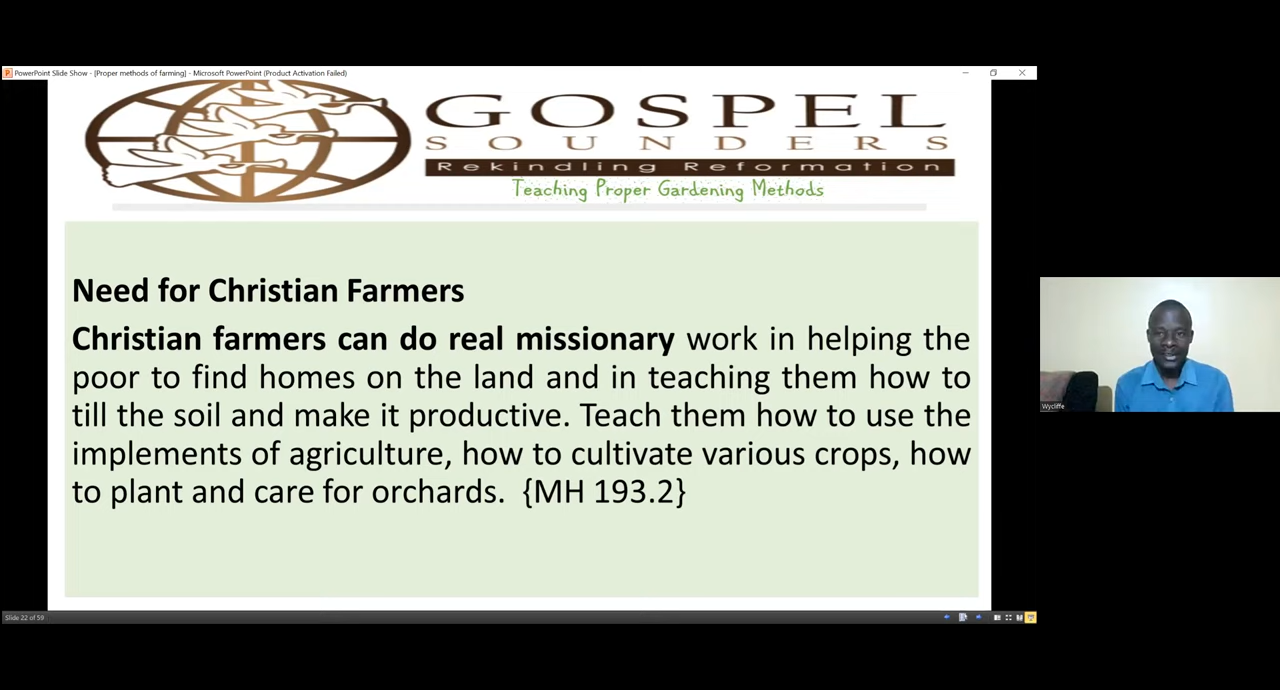 PowerPoint Slide Show - [Proper methods of farming] - Microsoft PowerPoint (Product Activation Failed)
GOSPEL
SOUNDERS
Rekindling Reformation
Teaching Proper Gardening Methods
Need for Christian Farmers
Christian farmers can do real missionary work in helping the
poor to find homes on the land and in teaching them how to
till the soil and make it productive. Teach them how to use the
implements of agriculture, how to cultivate various crops, how
to plant and care for orchards. {MH 193.2}
Wycliffe
Slide 22 of 59